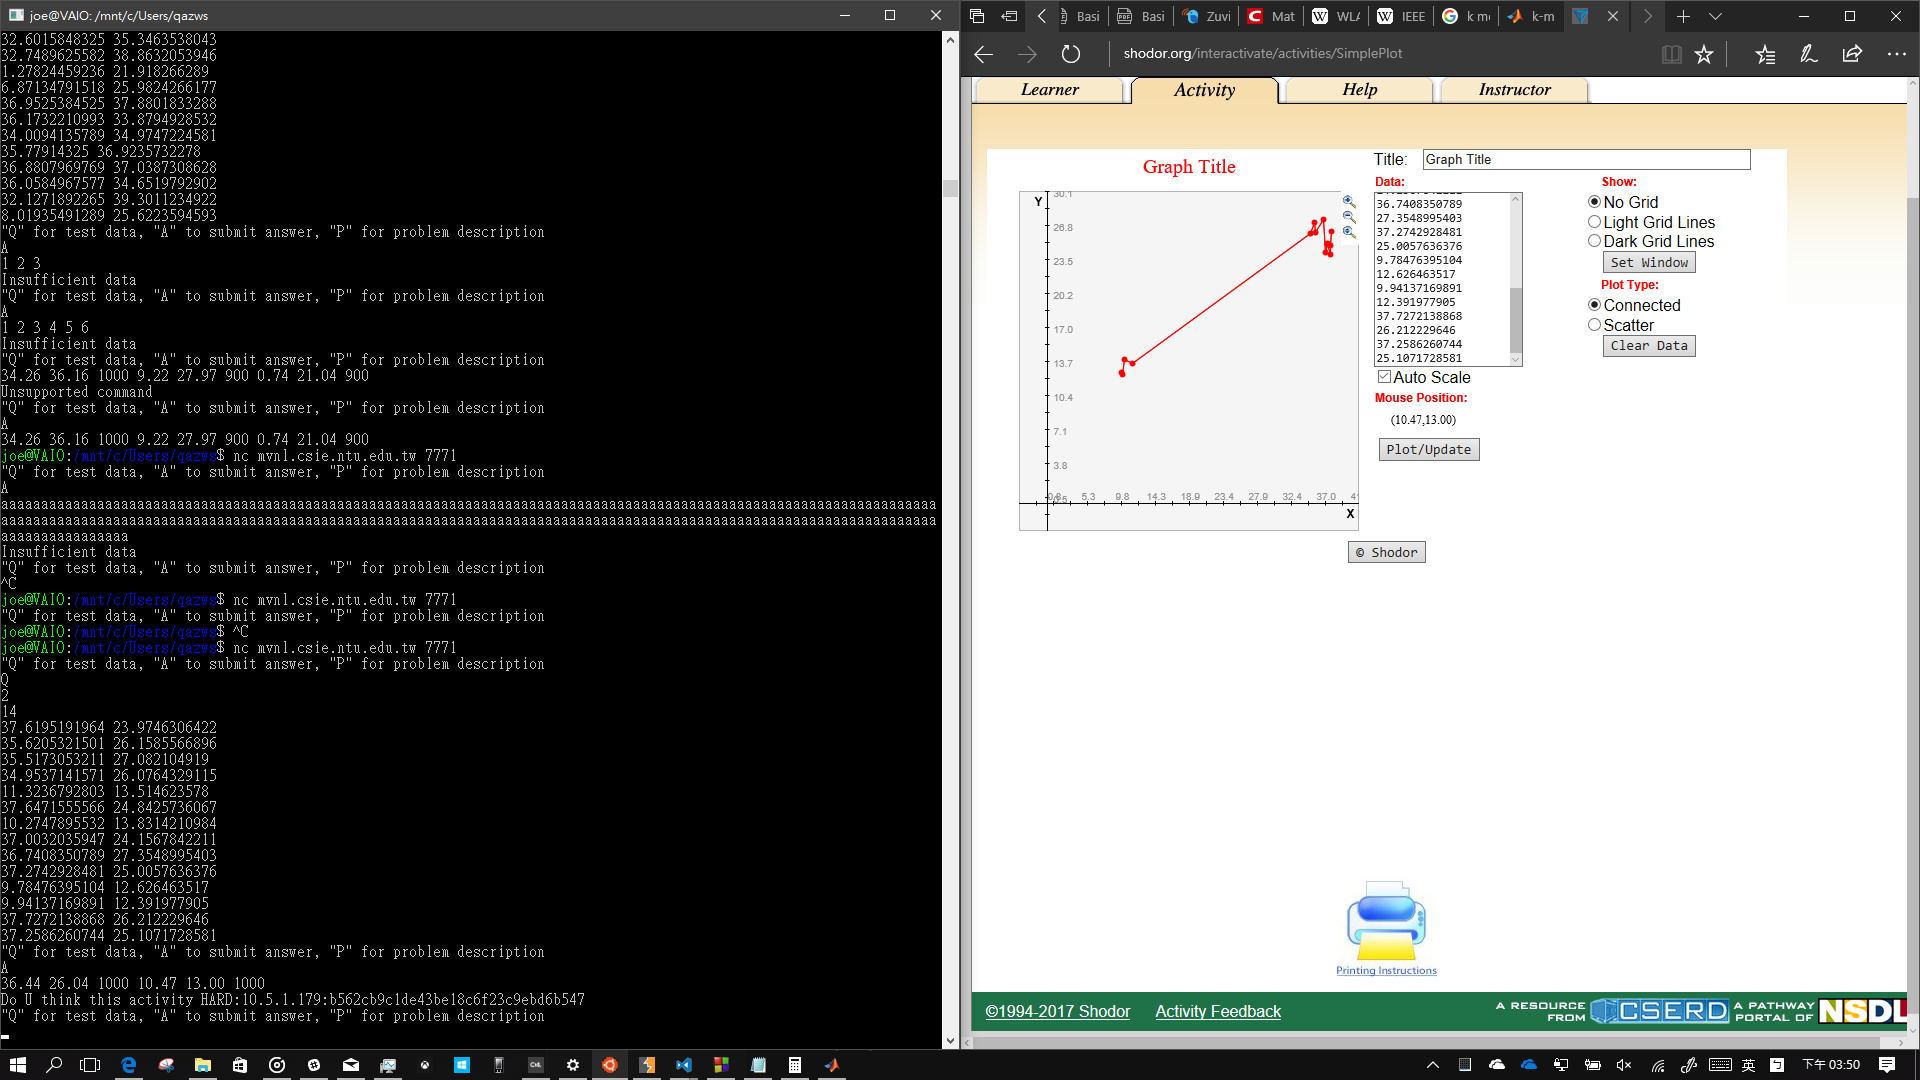 joe@VAIO: /mnt/c/Users/qazws
32.6015848325 35.3463538043
32.7489625582 38.8632053946
1.27824459236 21.918266289
6.87134791518 25.9824266177
36.9525384525 37.8801833288
36.1732210993 33.8794928532
34.0094135789 34.9747224581
35.77914325 36.9235732278
36.8807969769 37.0387308628
36.0584967577 34.6519792902
32.1271892265 39.3011234922
8.01935491289 25.6223594593
"Q" for test data, "A" to submit answer, "P" for problem description
A
1 2 3
Insufficient data
"Q" for test data, "A" to submit answer, "P" for problem description
A
1 2 3 4 5 6
Insufficient data
"Q" for test data, "A" to submit answer, "P" for problem description
34.26 36.16 1000 9.22 27.97 900 0.74 21.04 900
Unsupported command
"Q" for test data, "A" to submit answer, "P" for problem description
A
34.26 36.16 1000 9.22 27.97 900 0.74 21.04 900
joe@VAIO:/mnt/c/Users/qazws$ nc mvnl.csie.ntu.edu.tw 7771
"Q" for test data, "A" to submit answer, "P" for problem description
A
aaaaaaaaaaaaaaaaaaaaaaaaaaaaaaaaaaaaaaaaaaaaaaaaaaaaaaaaaaaaaaaaaaaaaaaaaaaaaaaaaaaaaaaaaaaaaaaaaaaaaaaaaaaaaaaaaaaaa
aaaaaaaaaaaaaaaaaaaaaaaaaaaaaaaaaaaaaaaaaaaaaaaaaaaaaaaaaaaaaaaaaaaaaaaaaaaaaaaaaaaaaaaaaaaaaaaaaaaaaaaaaaaaaaaaaaaaa
aaaaaaaaaaaaaaaa
Insufficient data
"Q" for test data, "A" to submit answer, "P" for problem description
^C
joe@VAIO:/mnt/c/Users/qazws$ nc mvnl.csie.ntu.edu.tw 7771
"Q" for test data, "A" to submit answer, "P" for problem description
joe@VAIO:/mnt/c/Users/qazws$ ^C
joe@VAIO:/mnt/c/Users/qazws$ nc mvnl.csie.ntu.edu.tw 7771
"Q" for test data, "A" to submit answer, "P" for problem description
Q
2
14
37.6195191964 23.9746306422
35.6205321501 26.1585566896
35.5173053211 27.082104919
34.9537141571 26.0764329115
11.3236792803 13.514623578
37.6471555566 24.8425736067
10.2747895532 13.8314210984
37.0032035947 24.1567842211
36.7408350789 27.3548995403
37.2742928481 25.0057636376
9.78476395104 12.626463517
9.94137169891 12.391977905
37.7272138868 26.212229646
37.2586260744 25.1071728581
"Q" for test data, "A" to submit answer, "P" for problem description
A
36.44 26.04 1000 10.47 13.00 1000
Do U think this activity HARD:10.5.1.179:b562cb9c1de43be18c6f23c9ebd6b547
"Q" for test data, "A" to submit answer, "P" for problem description
Basi
Basi
Zuvi
Mat
WLA
IEEE
k me
k-m
shodor.org/interactivate/activities/SimplePlot
Learner
Activity
Help
Instructor
Graph Title
Y
30.1
26.8
23.5
20.2
17.0
13.7
10.4
7.1
3.8
5.3 9.8 14.3 18.9 23.4 27.9 32.4 37.0 41
X
Title: Graph Title
Data:
36.7408350789
27.3548995403
37.2742928481
25.0057636376
9.78476395104
12.626463517
9.94137169891
12.391977905
37.7272138868
26.212229646
37.2586260744
25.1071728581
Auto Scale
Mouse Position:
(10.47,13.00)
Plot/Update
Show:
No Grid
Light Grid Lines
Dark Grid Lines
Set Window
Plot Type:
Connected
Scatter
Clear Data
© Shodor
Printing Instructions
©1994-2017 Shodor
Activity Feedback
A RESOURCE FROM
CSERD
A PATHWAY PORTAL OF
NSDL
英
下午 03:50